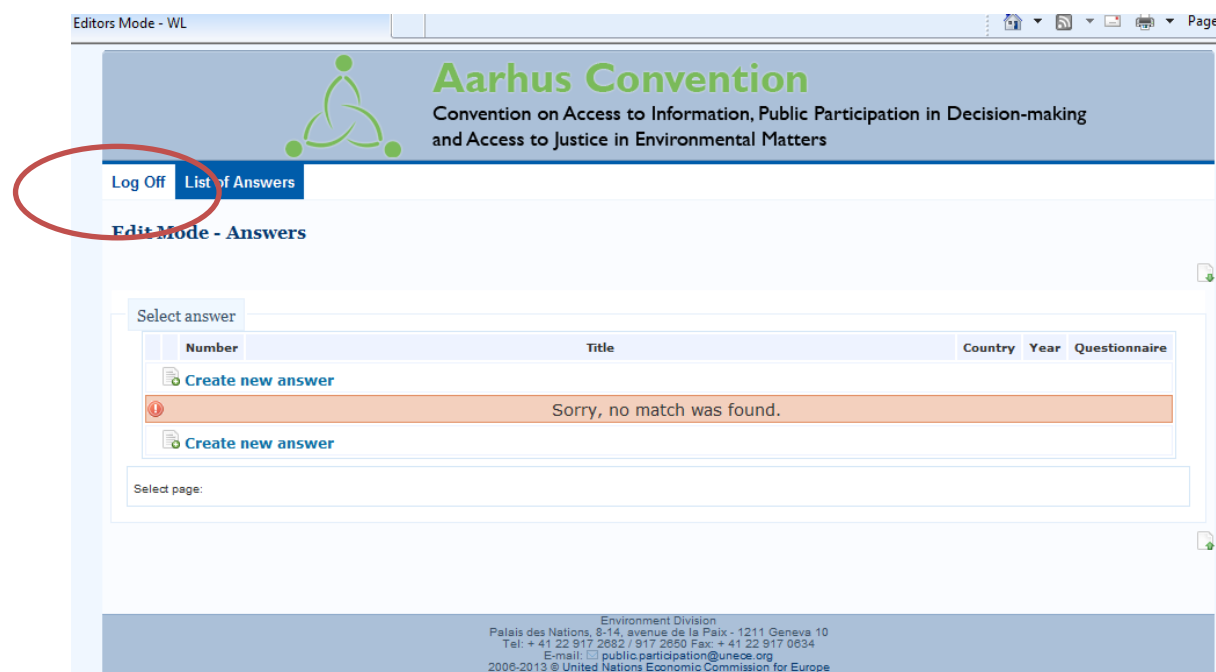 Editors Mode - WL
Page
Aarhus Convention
Convention on Access to Information, Public Participation in Decision-making
and Access to Justice in Environmental Matters
Log Off List of Answers
Edit Mode - Answers
Select answer
Number Title Country Year Questionnaire
Create new answer
Sorry, no match was found.
Create new answer
Select page:
Environment Division
Palais des Nations, 8-14, avenue de la Paix - 1211 Geneva 10
Tel: + 41 22 917 2682 / 917 2650 Fax: + 41 22 917 0634
E-mail: public.participation@unece.org
2006-2013 © United Nations Economic Commission for Europe